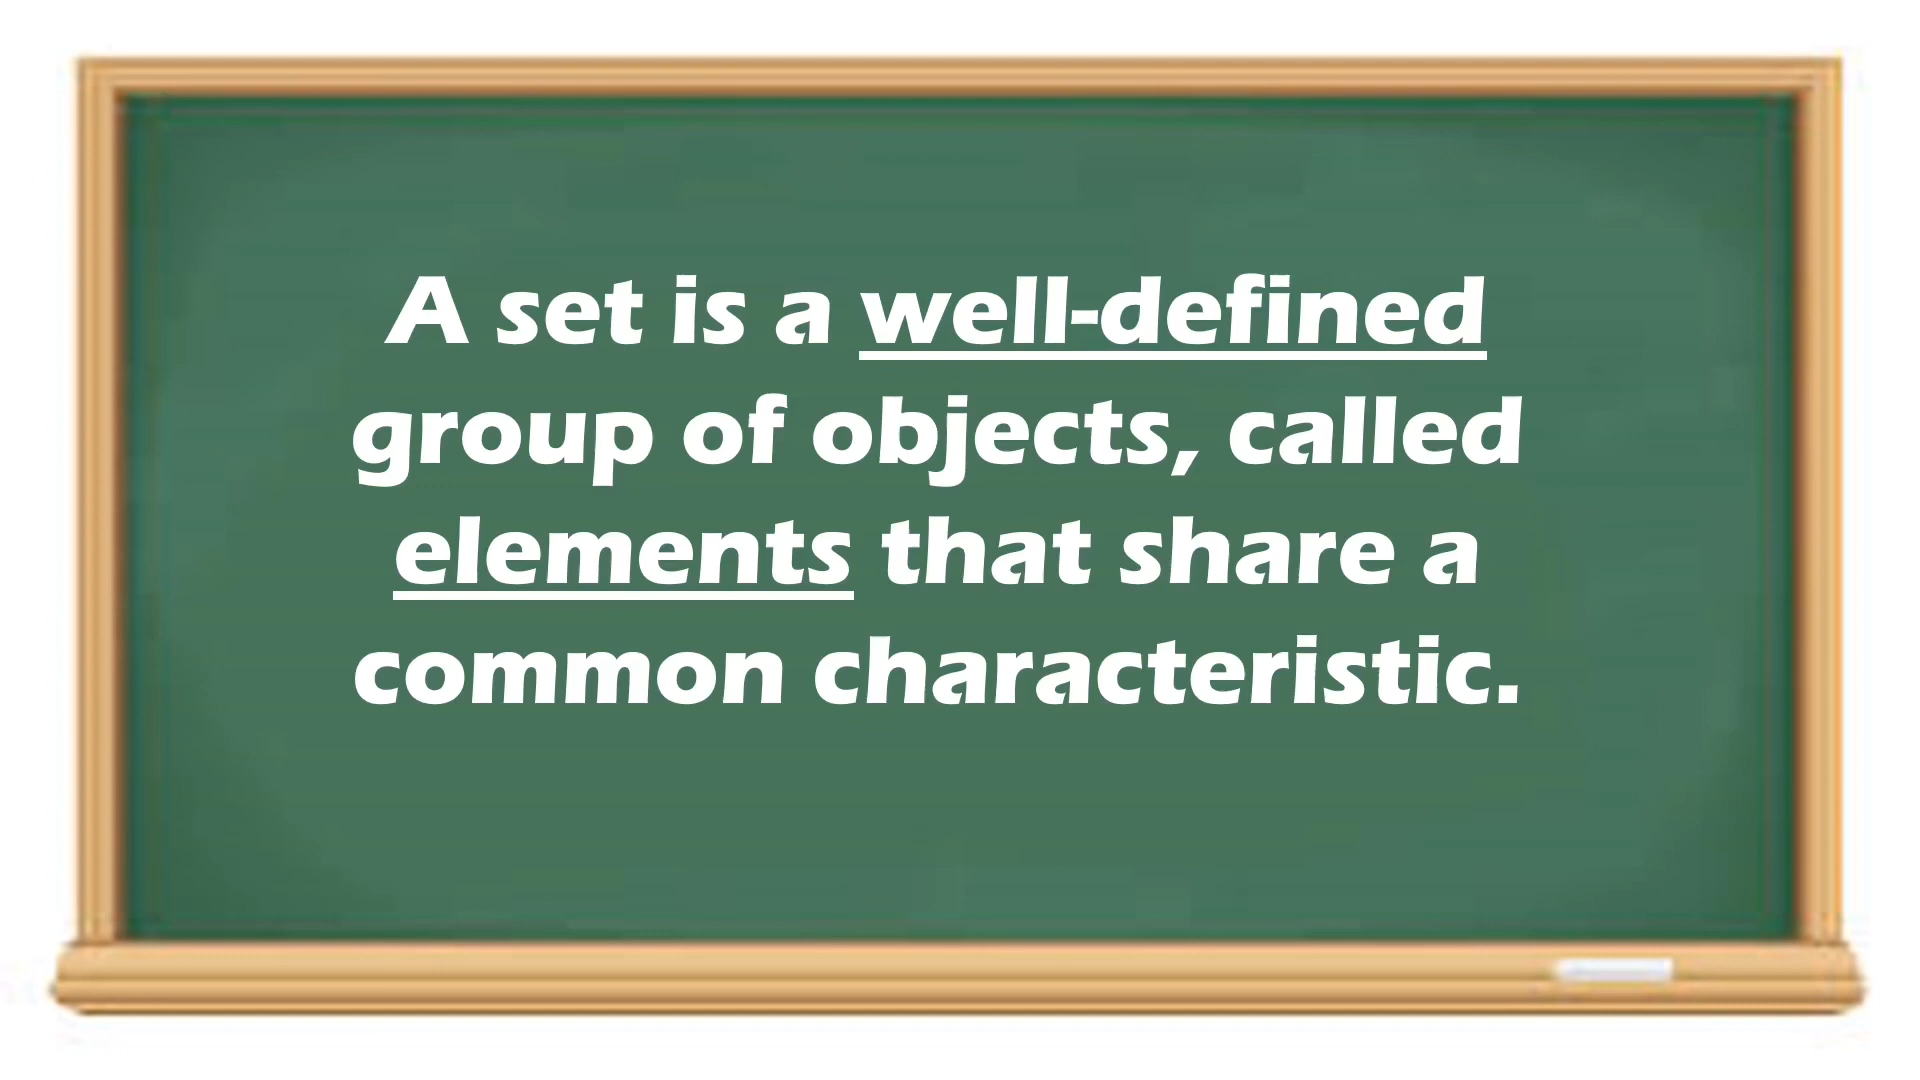 A set is a well-defined
group of objects, called
elements that share a
common characteristic.